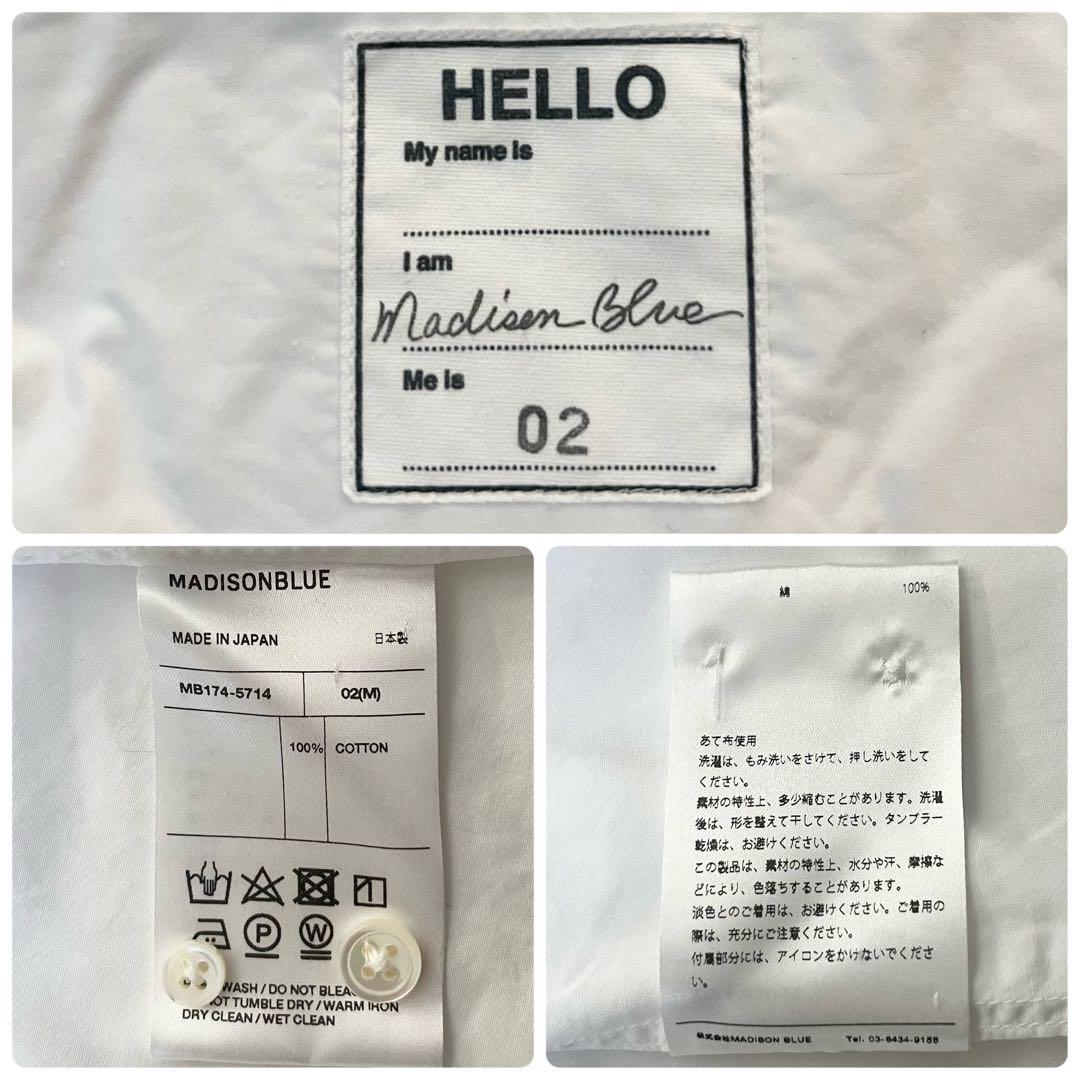 HELLO
My name is
I am
Madisen Blue
Me is
02
MADISONBLUE
MADE IN JAPAN 日本製
MB174-5714 02(M)
100% COTTON
P W
WASH / DO NOT BLEA
NOT TUMBLE DRY / WARM IRON
DRY CLEAN / WET CLEAN
綿 100%
あて布使用
洗濯は、もみ洗いをさけて、押し洗いをして
ください。
素材の特性上、多少縮むことがあります。洗濯
後は、形を整えて干してください。タンブラー
乾燥は、お避けください。
この製品は、素材の特性上、水分や汗、摩擦な
どにより、色落ちすることがあります。
淡色とのご着用は、お避けください。ご着用の
際は、充分にご注意ください。
付属部分には、アイロンをかけないでくださ
い。
株式会社MADISON BLUE Tel. 03-6434-9158